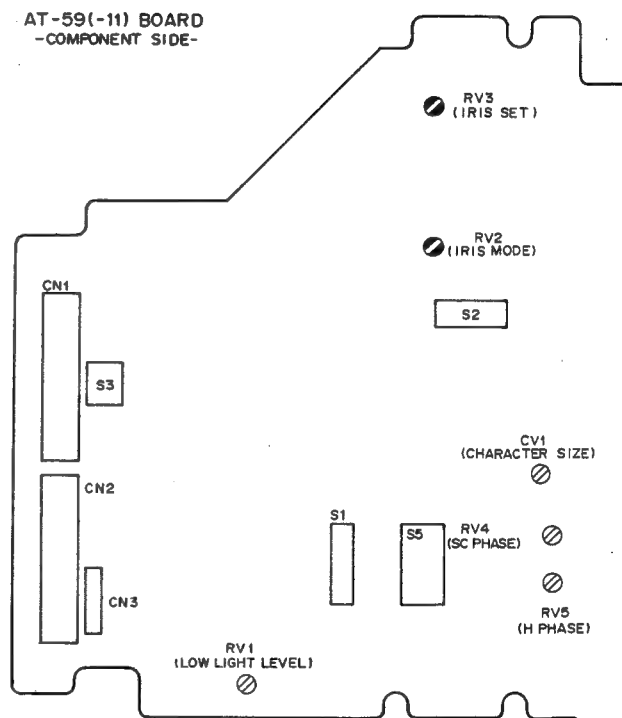 AT-59(-11) BOARD
-COMPONENT SIDE-
RV3
(IRIS SET)
RV2
(IRIS MODE)
CN1
S2
S3
CV1
(CHARACTER SIZE)
CN2
S1
S5
RV4
(SC PHASE)
CN3
RV5
(H PHASE)
RV1
(LOW LIGHT LEVEL)